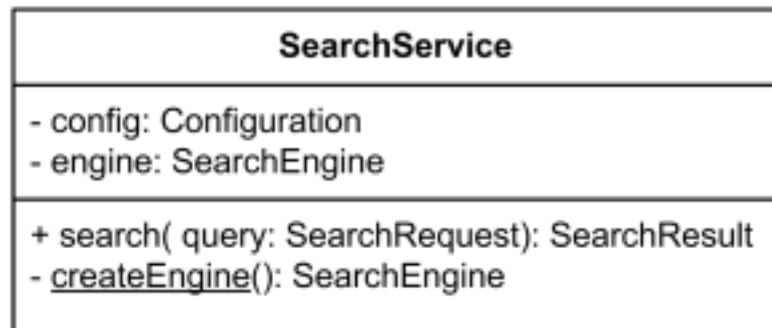 SearchService
- config: Configuration
- engine: SearchEngine
+ search( query: SearchRequest): SearchResult
- createEngine(): SearchEngine